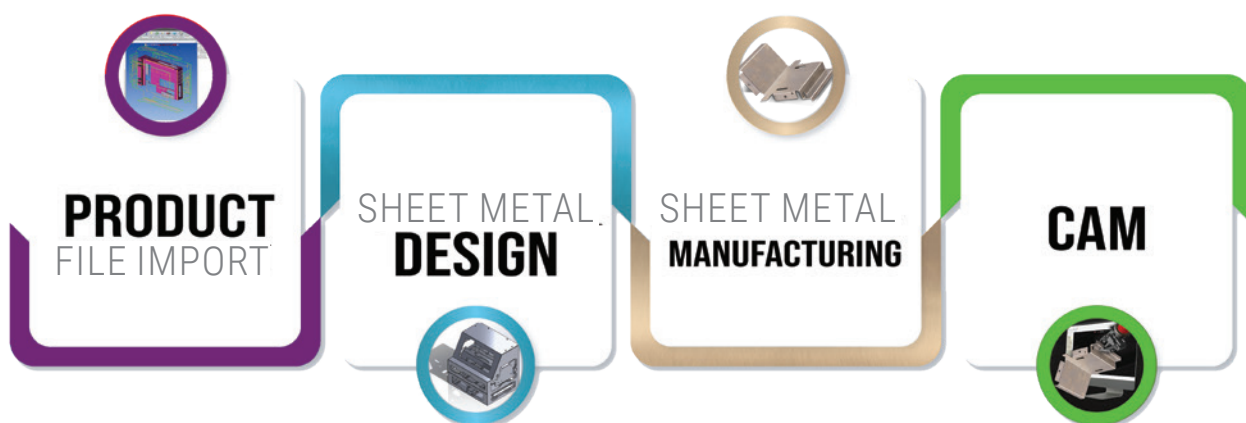 PRODUCT
FILE IMPORT
SHEET METAL
DESIGN
SHEET METAL
MANUFACTURING
CAM